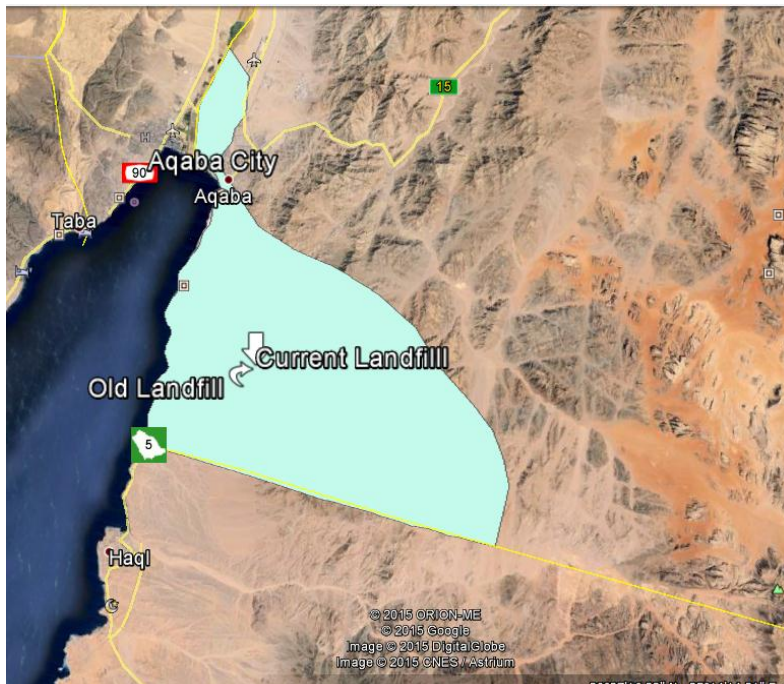 15
Aqaba City
90
Aqaba
Taba
Current Landfilll
Old Landfill
5
Haql
© 2015 ORION-ME
© 2015 Google
Image © 2015 DigitalGlobe
Image © 2015 CNES / Astrium